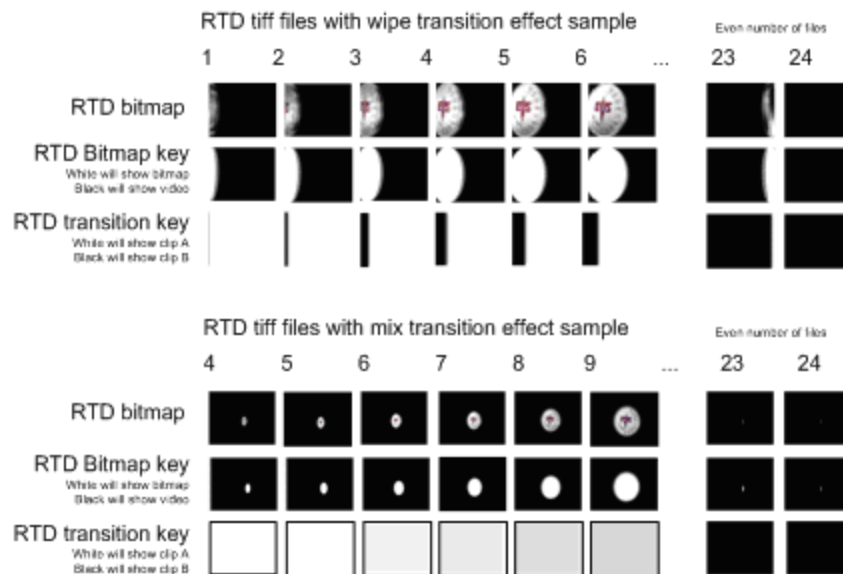 RTD tiff files with wipe transition effect sample
Even number of files
1 2 3 4 5 6 ... 23 24
RTD bitmap
RTD Bitmap key
White will show bitmap
Black will show video
RTD transition key
White will show clip A
Black will show clip B
RTD tiff files with mix transition effect sample
Even number of files
4 5 6 7 8 9 ... 23 24
RTD bitmap
RTD Bitmap key
White will show bitmap
Black will show video
RTD transition key
White will show clip A
Black will show clip B